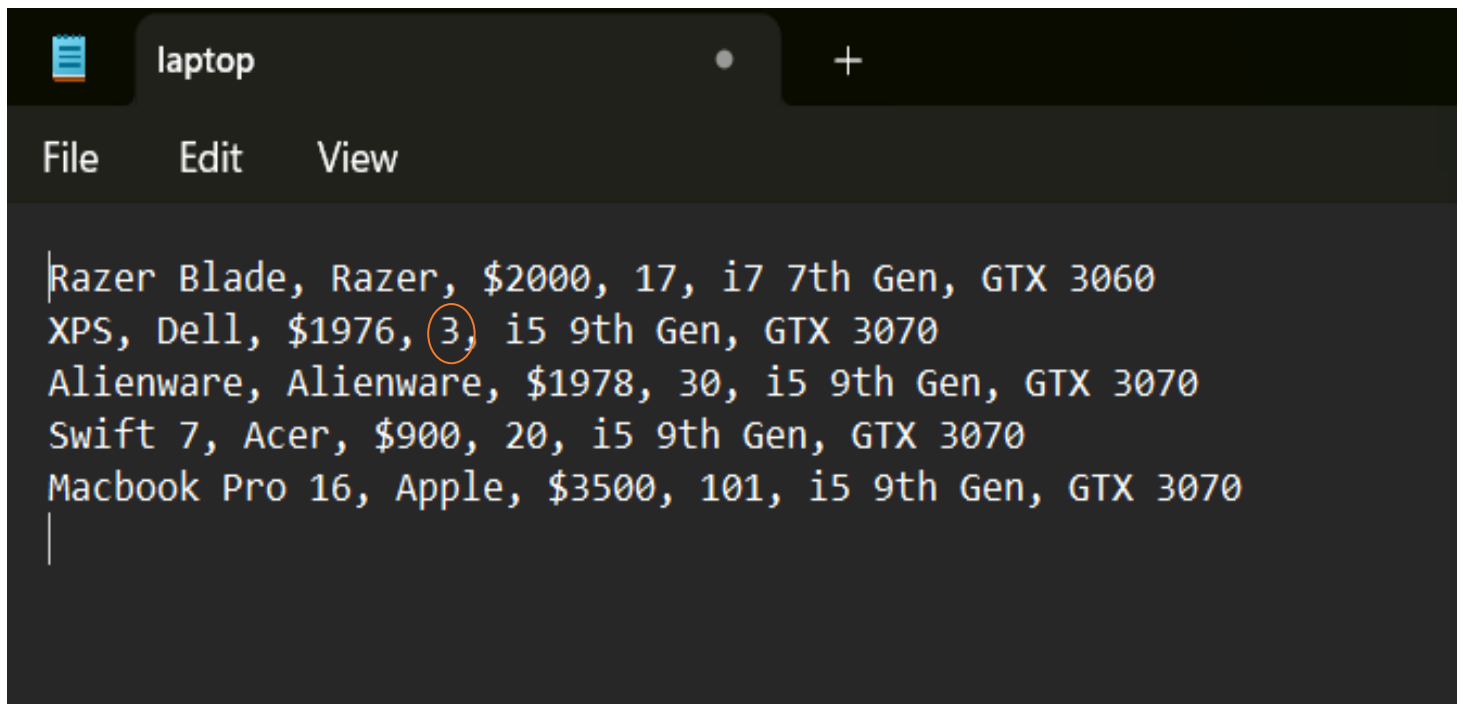 laptop
File Edit View
Razer Blade, Razer, $2000, 17, i7 7th Gen, GTX 3060
XPS, Dell, $1976, 3, i5 9th Gen, GTX 3070
Alienware, Alienware, $1978, 30, i5 9th Gen, GTX 3070
Swift 7, Acer, $900, 20, i5 9th Gen, GTX 3070
Macbook Pro 16, Apple, $3500, 101, i5 9th Gen, GTX 3070